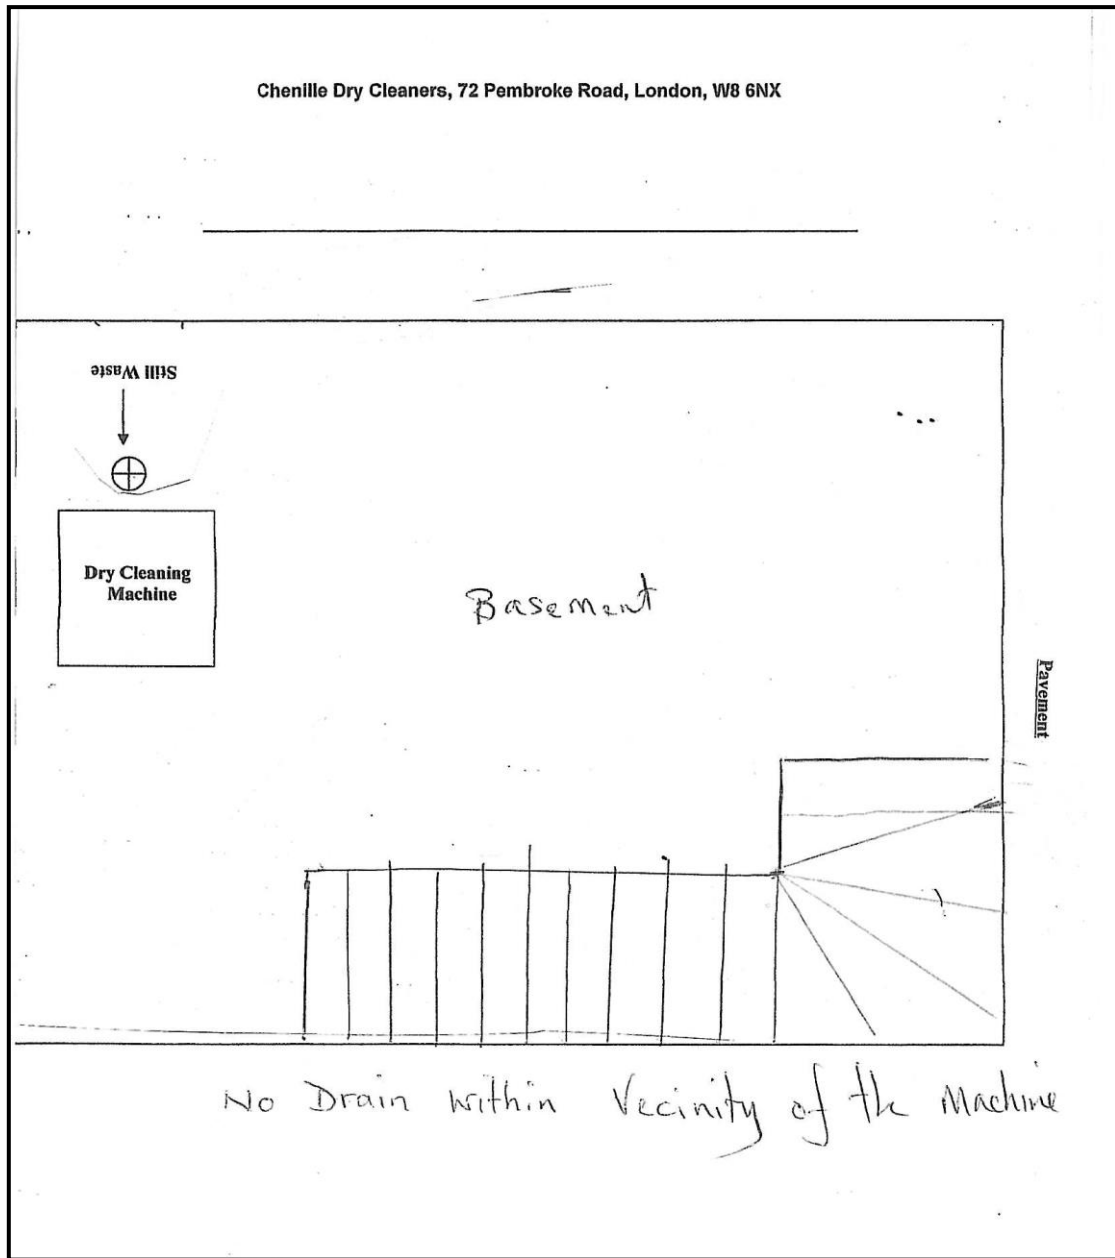 Chenille Dry Cleaners, 72 Pembroke Road, London, W8 6NX
Still Waste
Dry Cleaning
Machine
Basement
Pavement
No Drain within Vecinity of the Machine